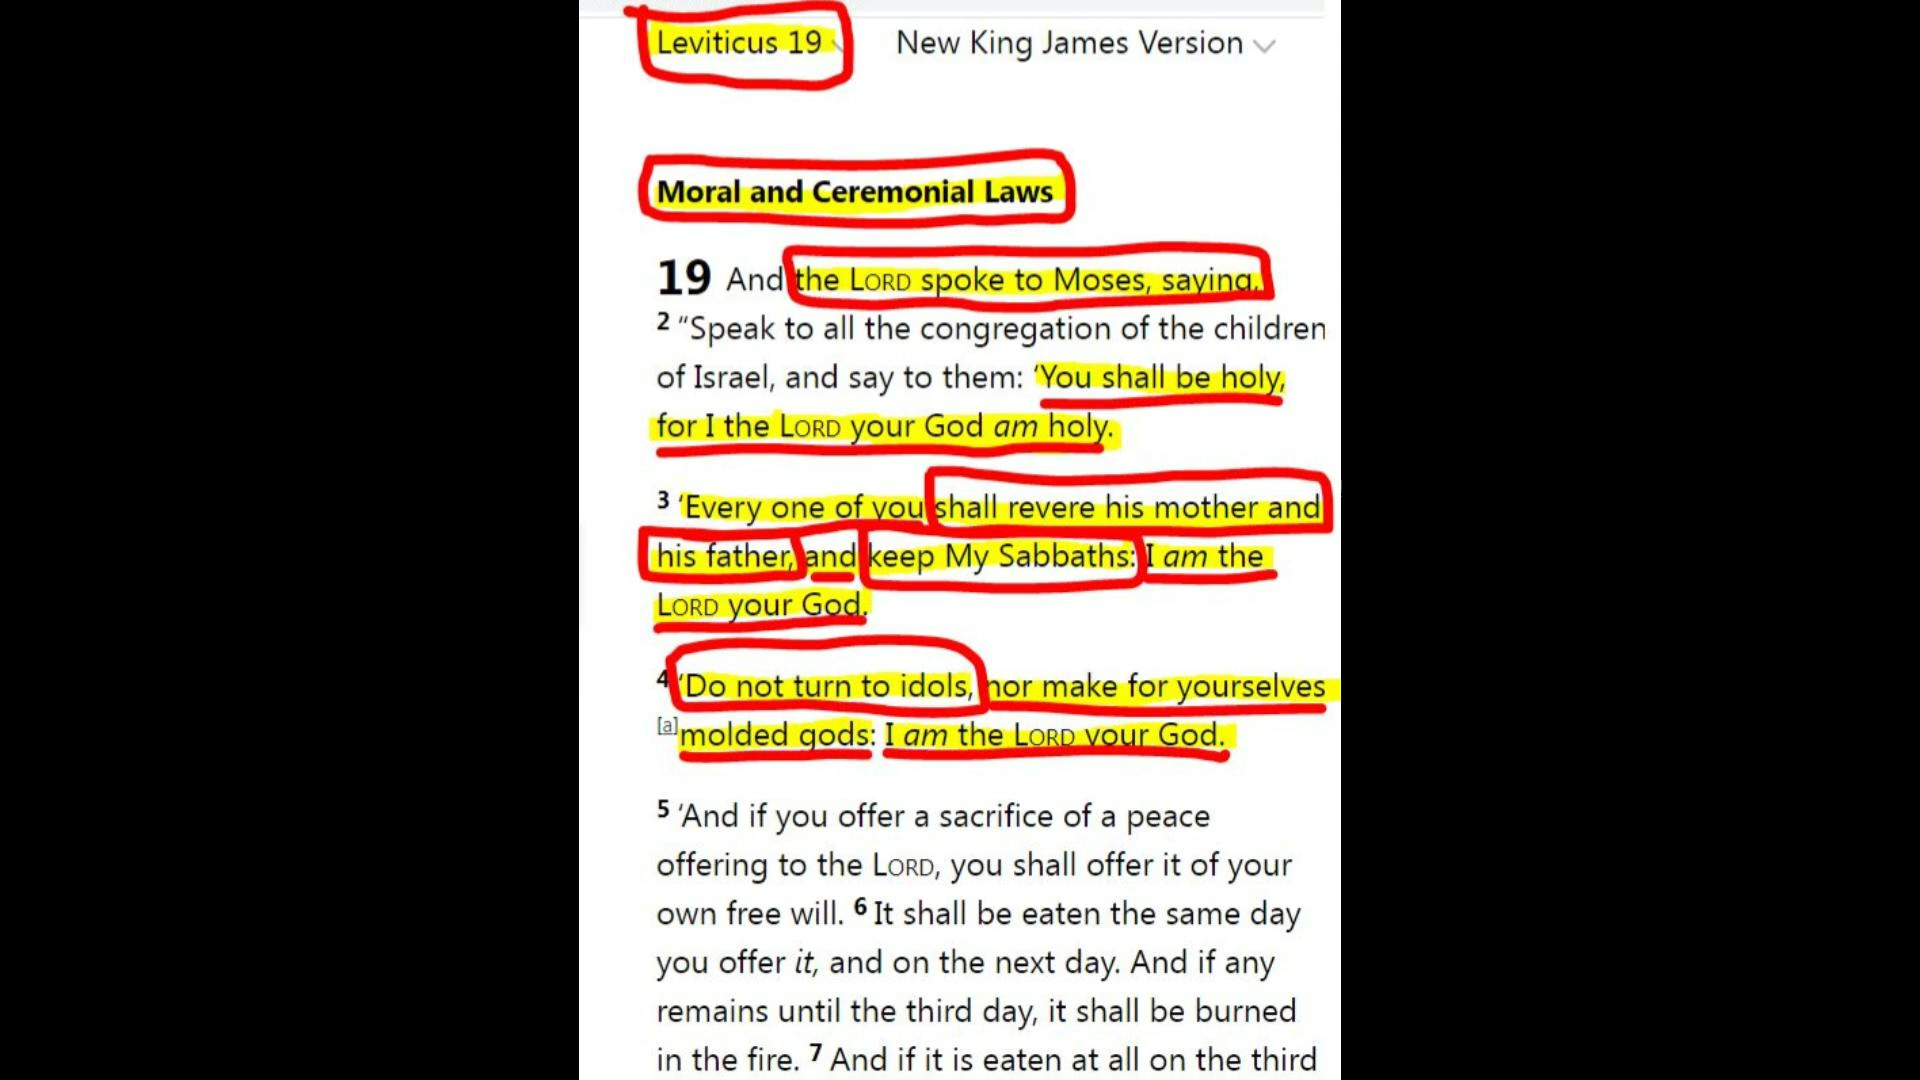 Leviticus 19 New King James Version
Moral and Ceremonial Laws
19 And the LORD spoke to Moses, saying,
2 “Speak to all the congregation of the children
of Israel, and say to them: ‘You shall be holy,
for I the LORD your God am holy.
3 ‘Every one of you shall revere his mother and
his father, and keep My Sabbaths: I am the
LORD your God.
4 ‘Do not turn to idols, nor make for yourselves
[a]molded gods: I am the LORD your God.
5 ‘And if you offer a sacrifice of a peace
offering to the LORD, you shall offer it of your
own free will. 6 It shall be eaten the same day
you offer it, and on the next day. And if any
remains until the third day, it shall be burned
in the fire. 7 And if it is eaten at all on the third